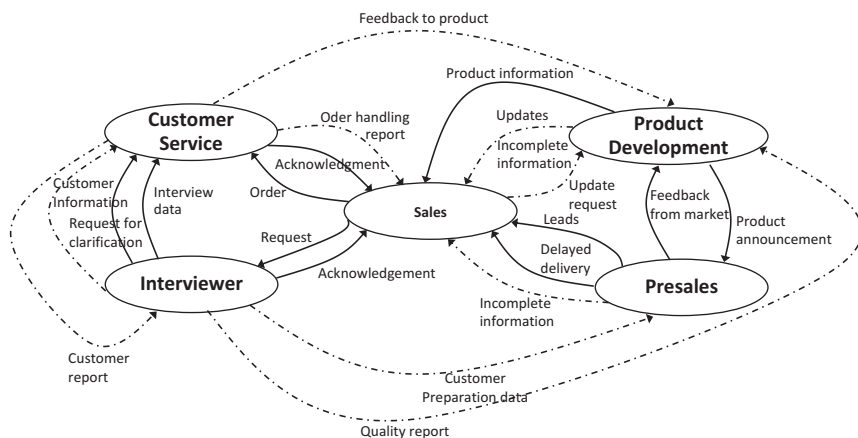 Feedback to product
Product information
Customer
Service
Oder handling
report
Updates
Product
Development
Incomplete
information
Acknowledgment
Customer
Information
Interview
data
Order
Update
request
Sales
Leads
Feedback
from market
Product
announcement
Request for
clarification
Request
Delayed
delivery
Interviewer
Acknowledgement
Presales
Incomplete
information
Customer
report
Customer
Preparation data
Quality report